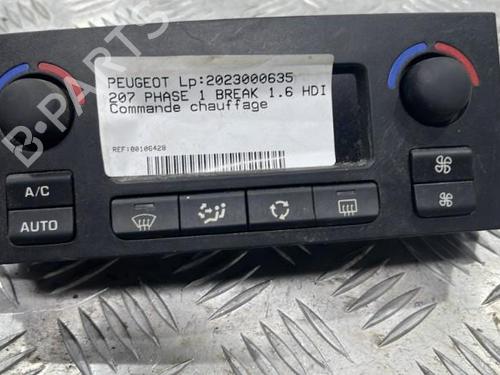 PEUGEOT Lp:2023000635
207 PHASE 1 BREAK 1.6 HDI
Commande chauffage
REF:00106428
A/C
AUTO
B-PARTS